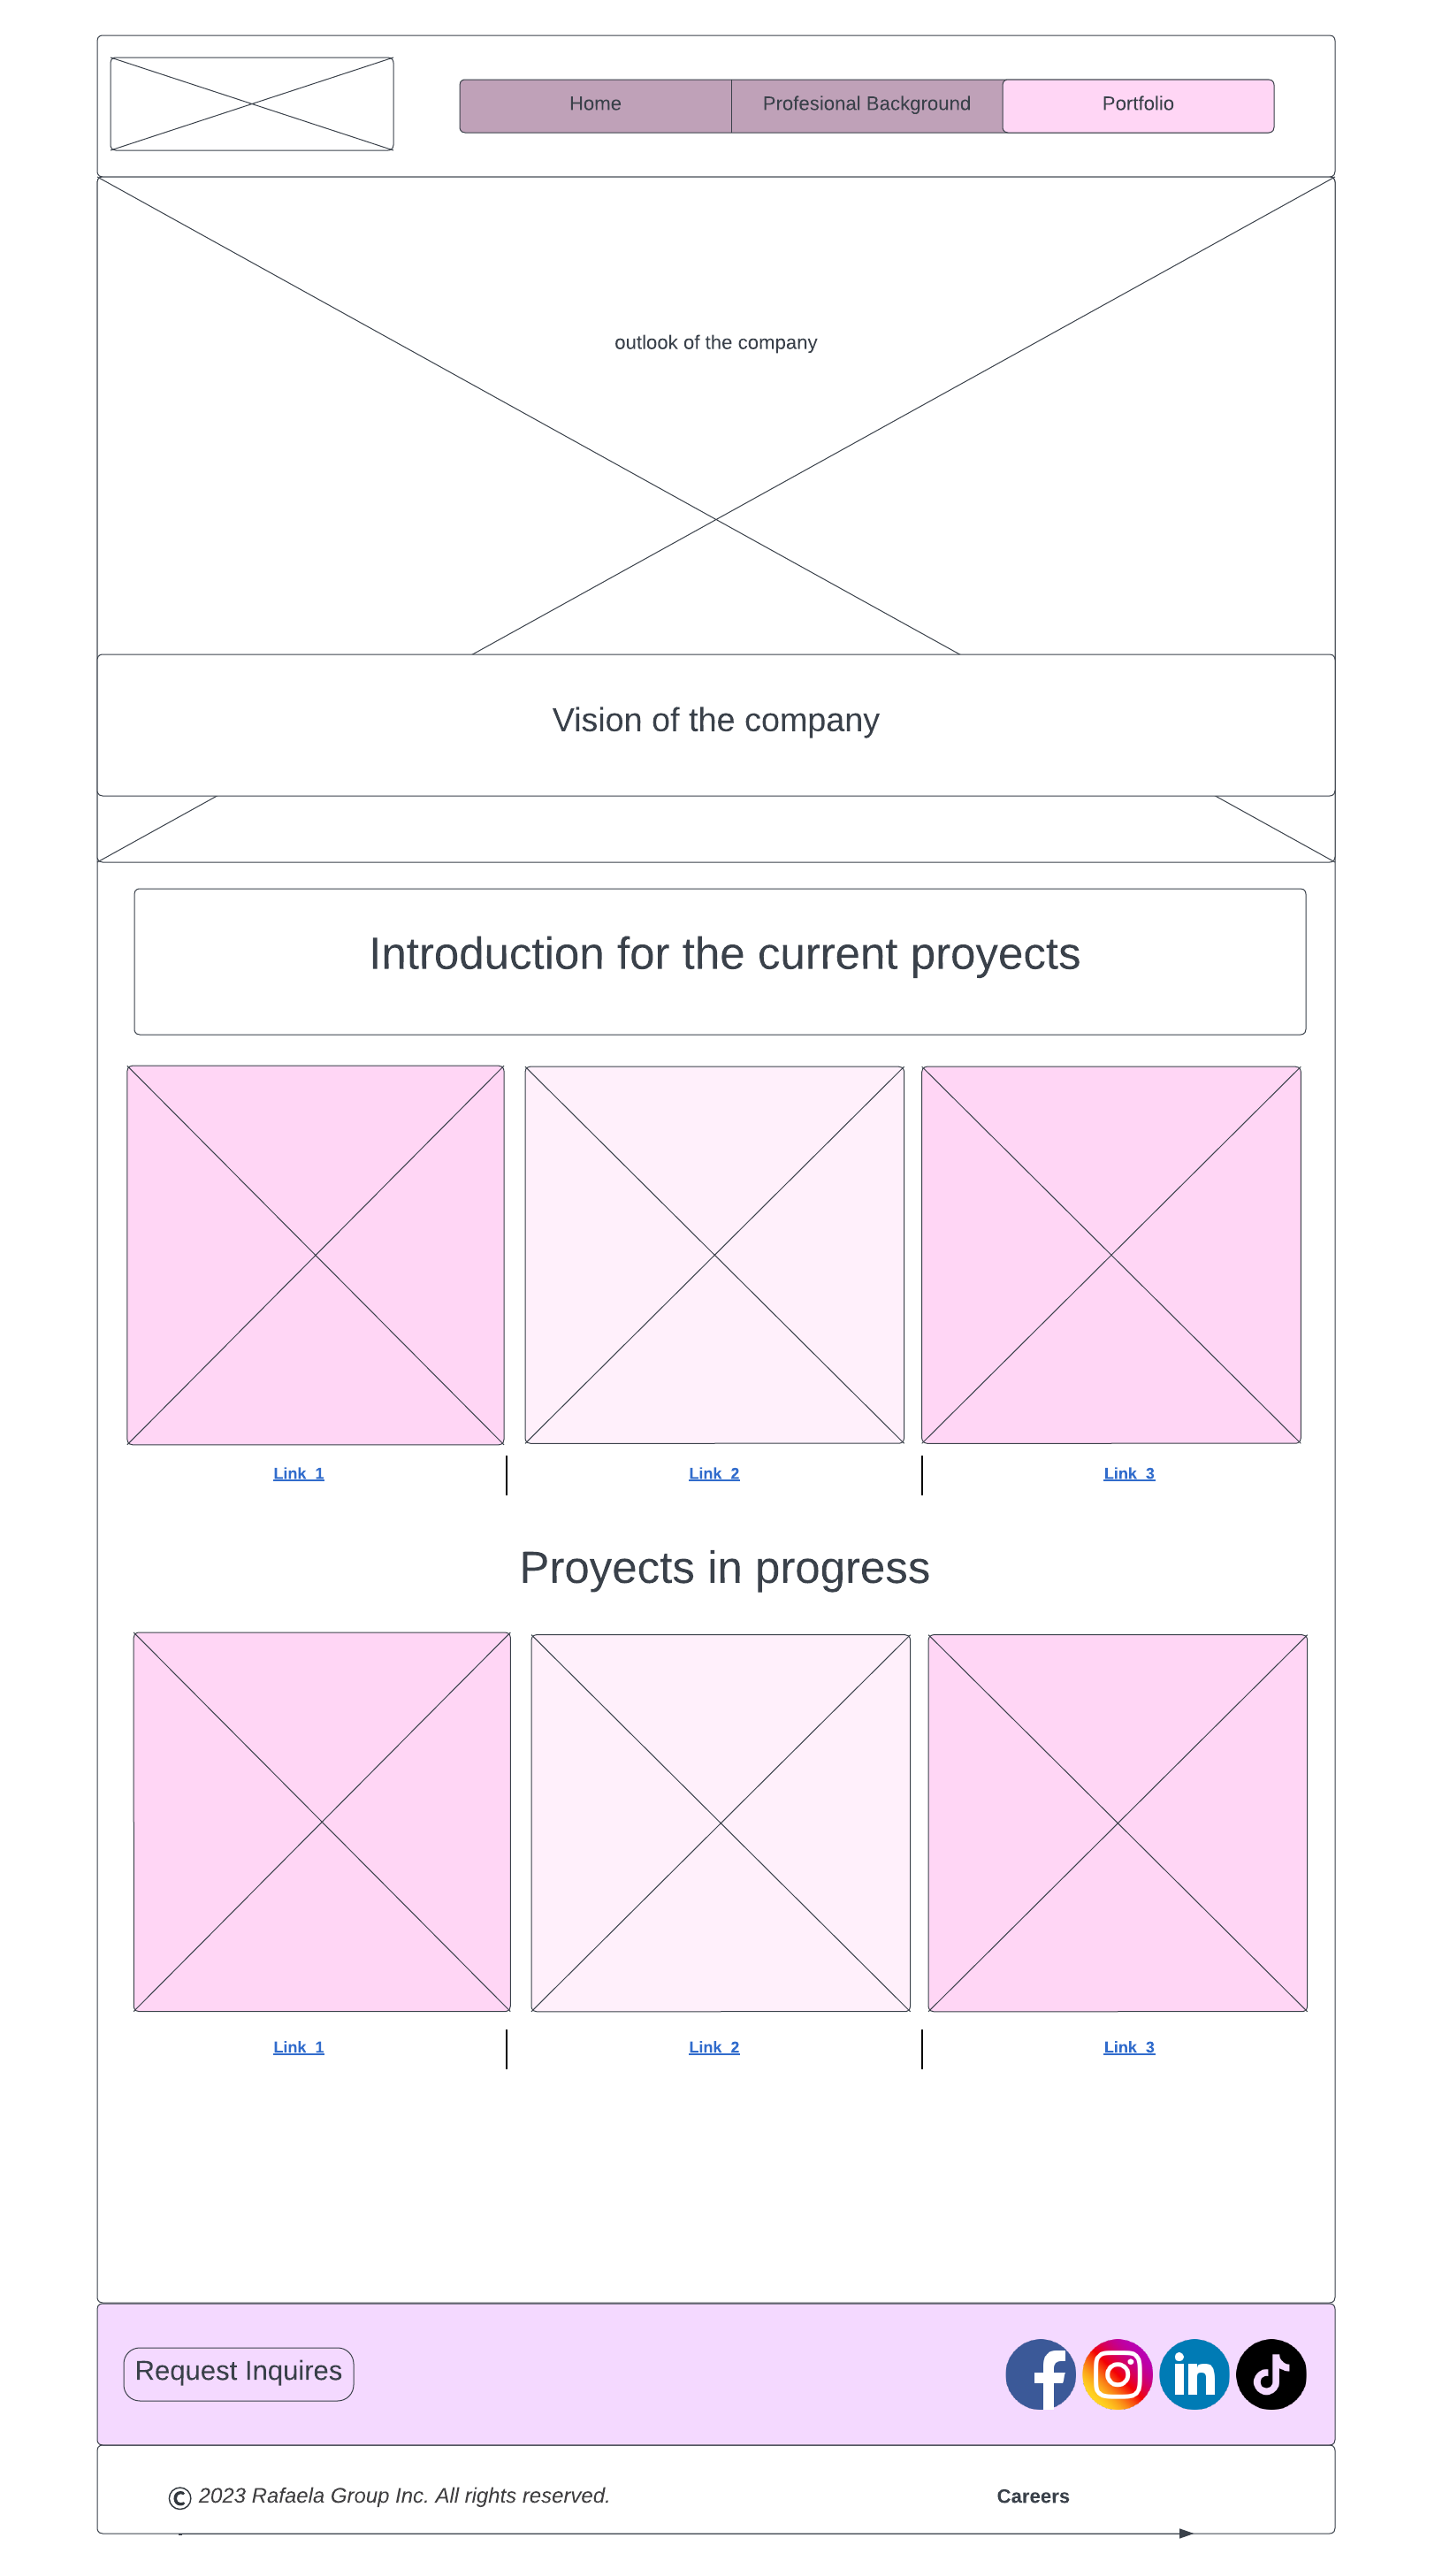 Home
Profesional Background
Portfolio
outlook of the company
Vision of the company
Introduction for the current proyects
Link 1
Link 2
Link 3
Proyects in progress
Link 1
Link 2
Link 3
Request Inquires
© 2023 Rafaela Group Inc. All rights reserved.
Careers